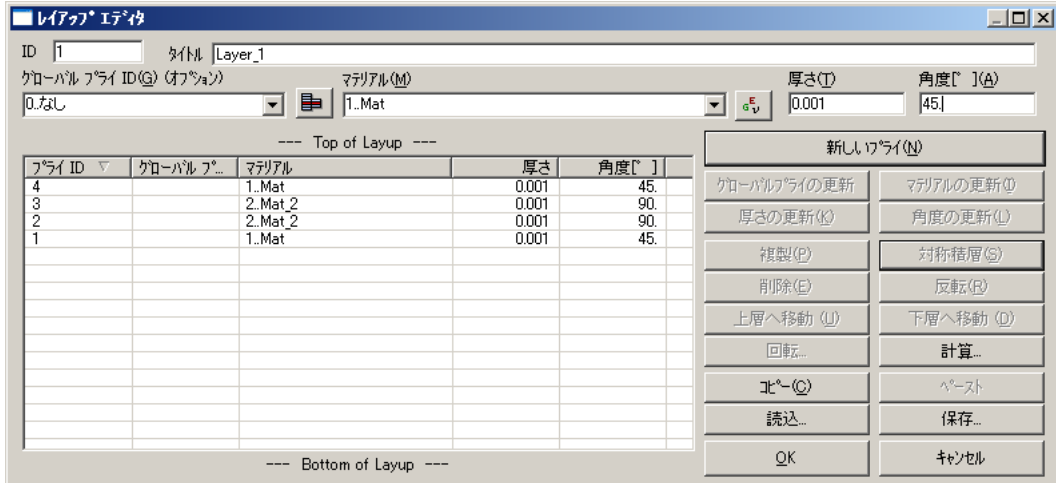 ﾚｲｱｯﾌﾟ ｴﾃﾞｨﾀ
ID 1 ﾀｲﾄﾙ Layer_1
ｸﾞﾛｰﾊﾞﾙ ﾌﾟﾗｲ ID(G) (ｵﾌﾟｼｮﾝ) ﾏﾃﾘｱﾙ(M) 厚さ(T) 角度[ﾟ ](A)
0..なし 1..Mat 0.001 45.
--- Top of Layup --- 新しいﾌﾟﾗｲ(N)
ﾌﾟﾗｲ ID ｸﾞﾛｰﾊﾞﾙ ﾌﾟ... ﾏﾃﾘｱﾙ 厚さ 角度[ﾟ ]
4 1..Mat 0.001 45.
3 2..Mat_2 0.001 90.
2 2..Mat_2 0.001 90.
1 1..Mat 0.001 45.
ｸﾞﾛｰﾊﾞﾙﾌﾟﾗｲの更新 ﾏﾃﾘｱﾙの更新(I)
厚さの更新(K) 角度の更新(L)
複製(P) 対称積層(S)
削除(E) 反転(R)
上層へ移動 (U) 下層へ移動 (D)
回転... 計算...
ｺﾋﾟｰ(C) ﾍﾟｰｽﾄ
読込... 保存...
OK ｷｬﾝｾﾙ
--- Bottom of Layup ---